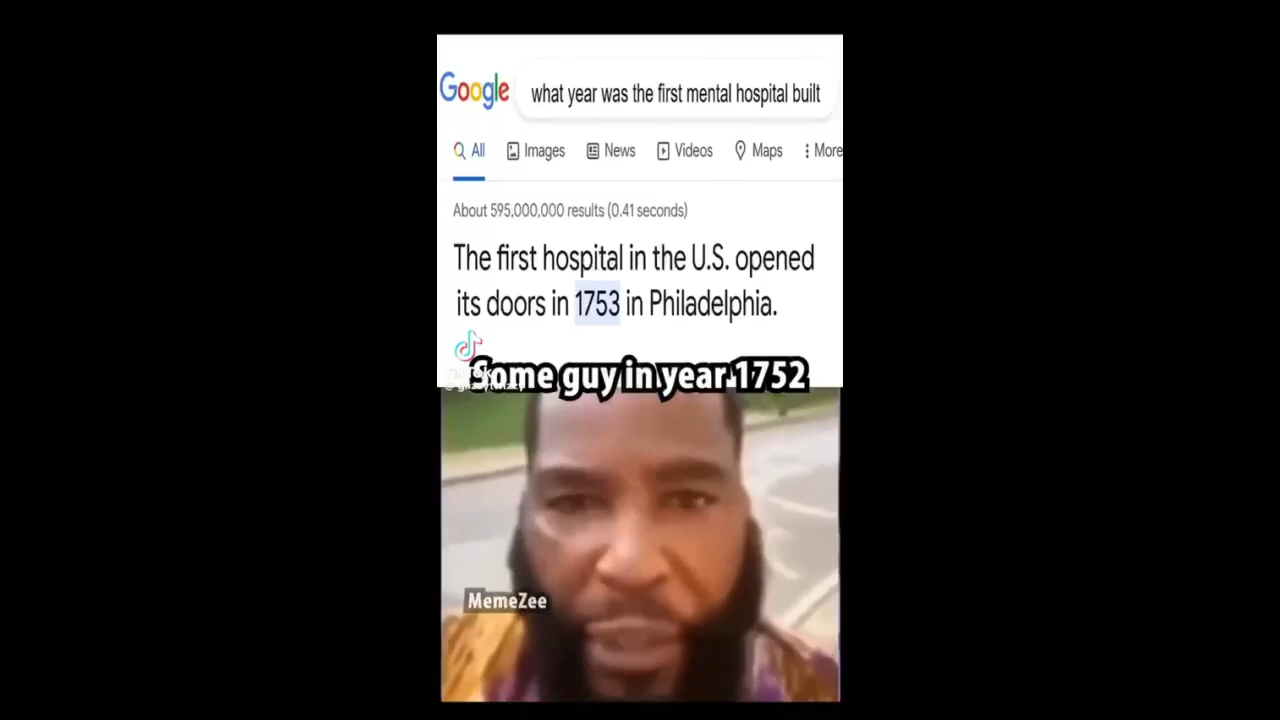 Google what year was the first mental hospital built
All Images News Videos Maps More
About 595,000,000 results (0.41 seconds)
The first hospital in the U.S. opened
its doors in 1753 in Philadelphia.
TikTok
Some guy in year 1752
MemeZee